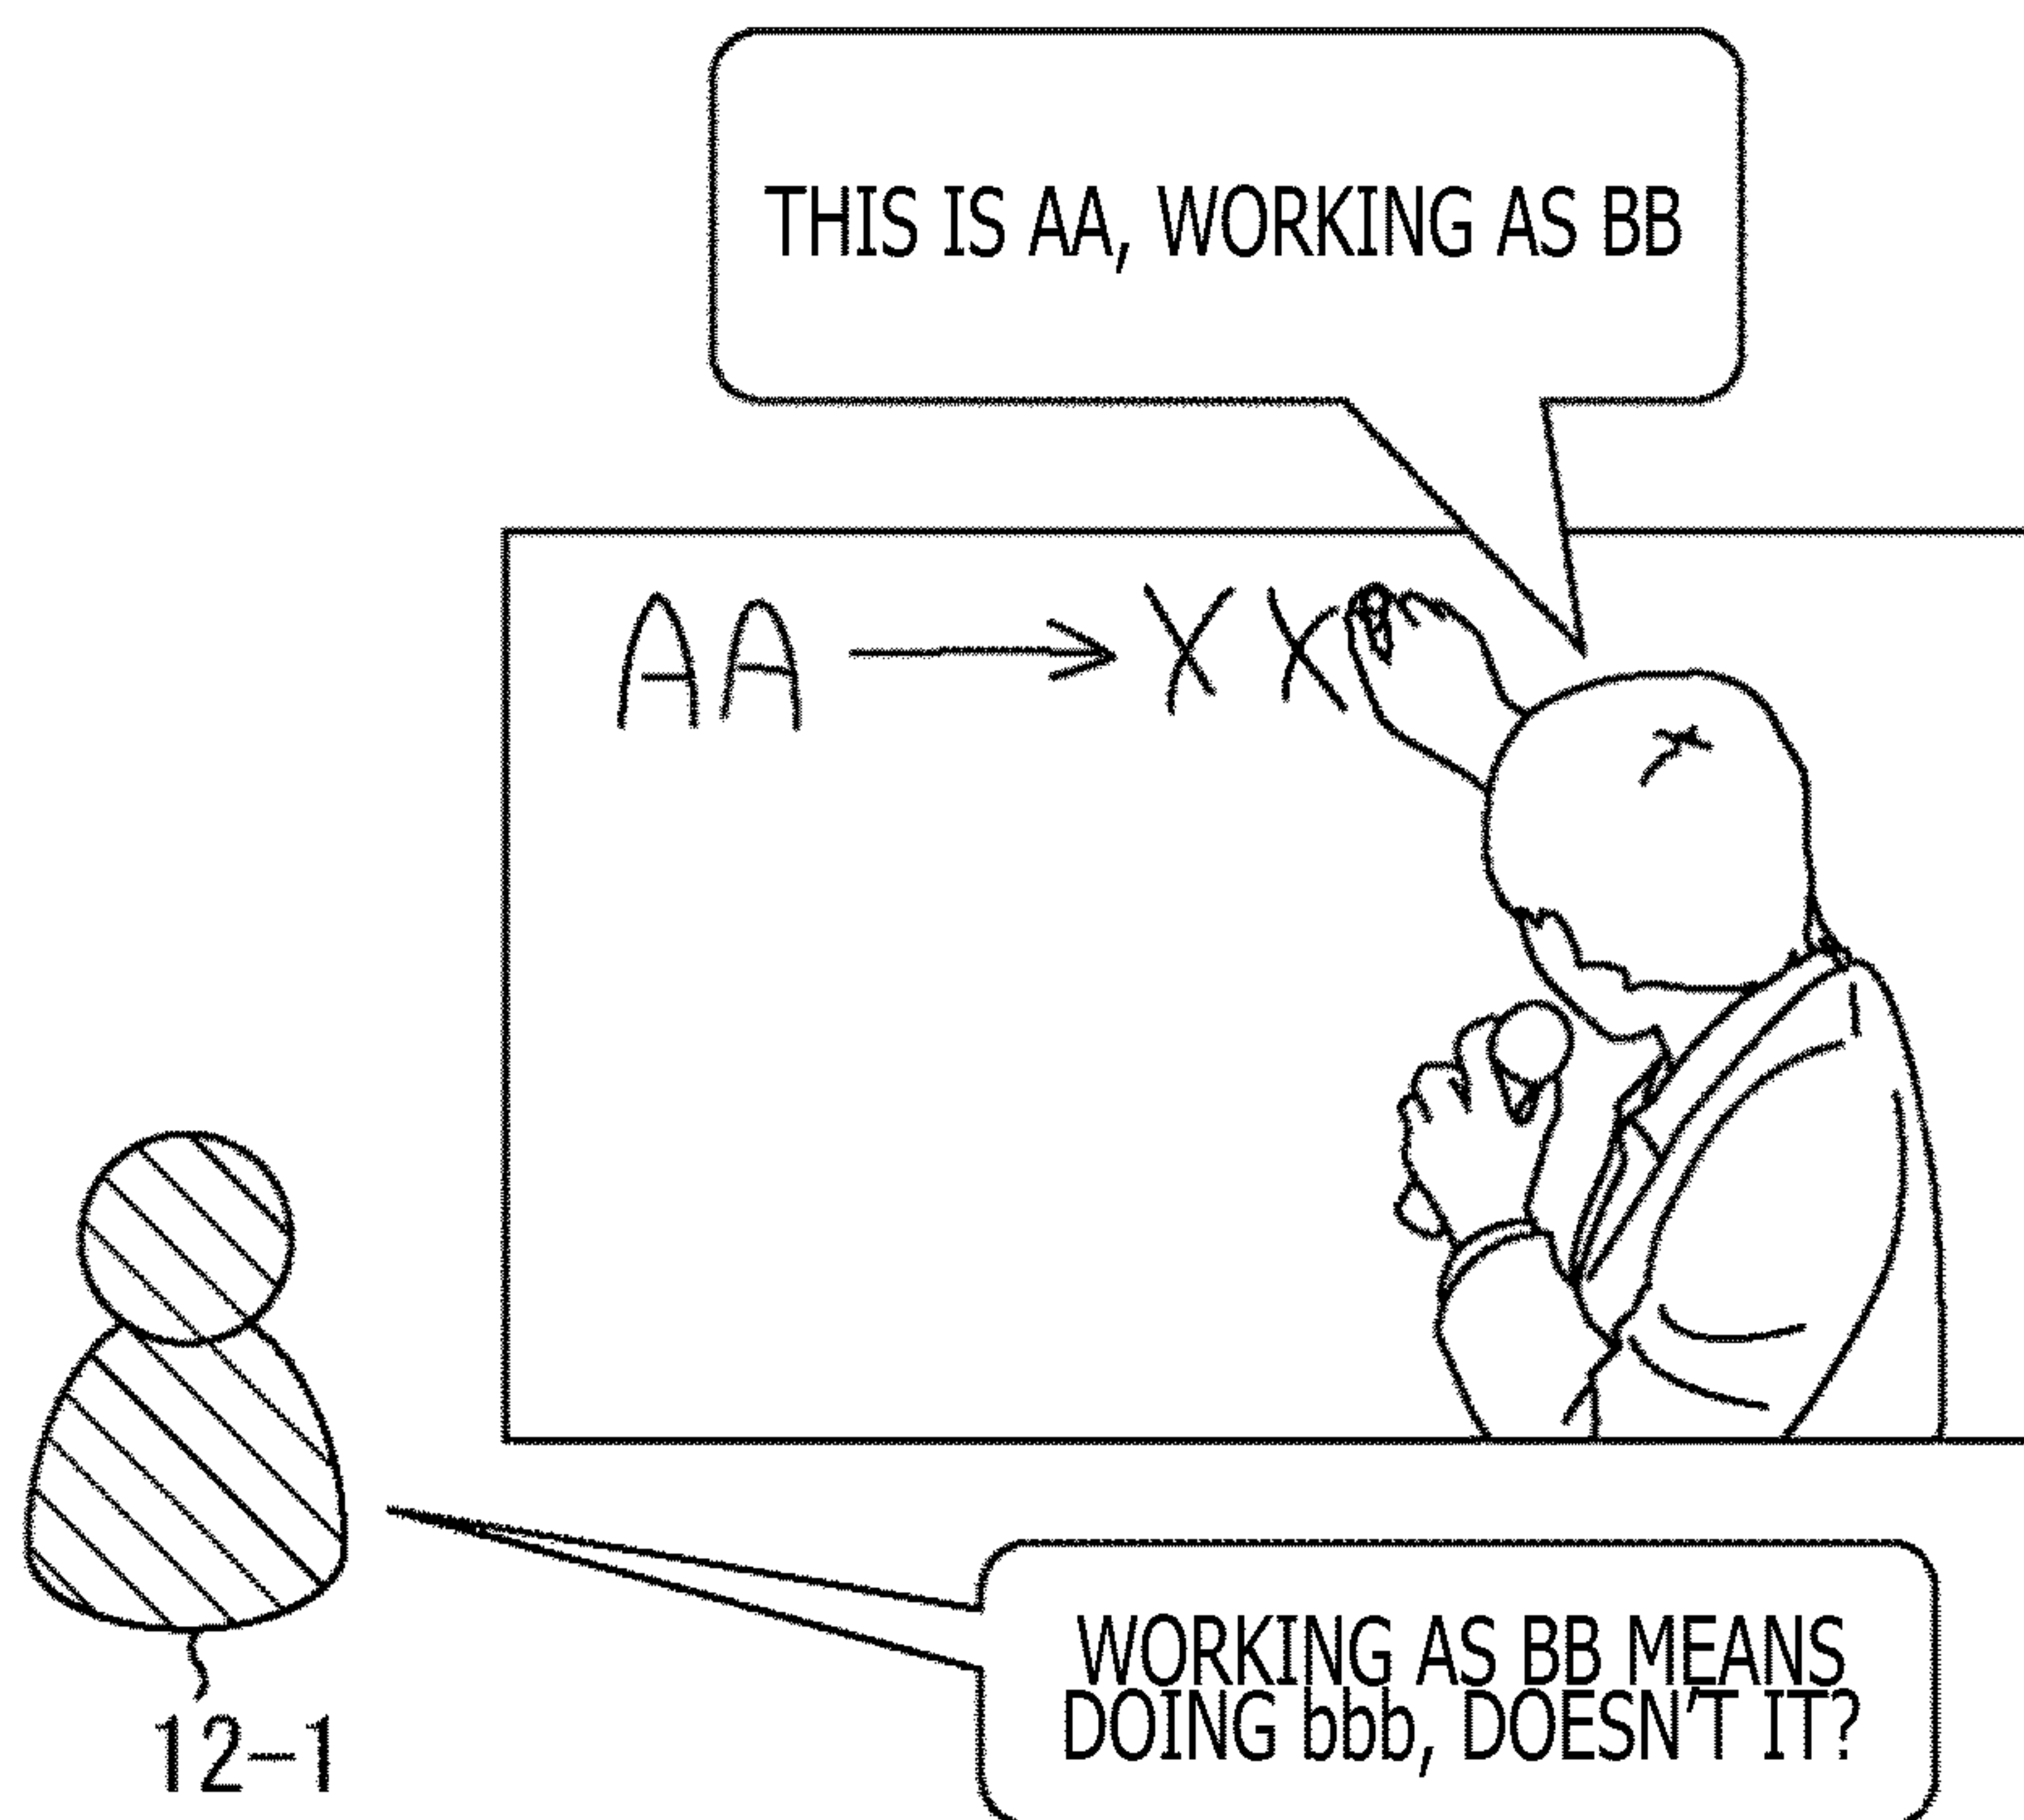 THIS IS AA, WORKING AS BB
AA → XX
12-1
WORKING AS BB MEANS
DOING bbb, DOESN'T IT?